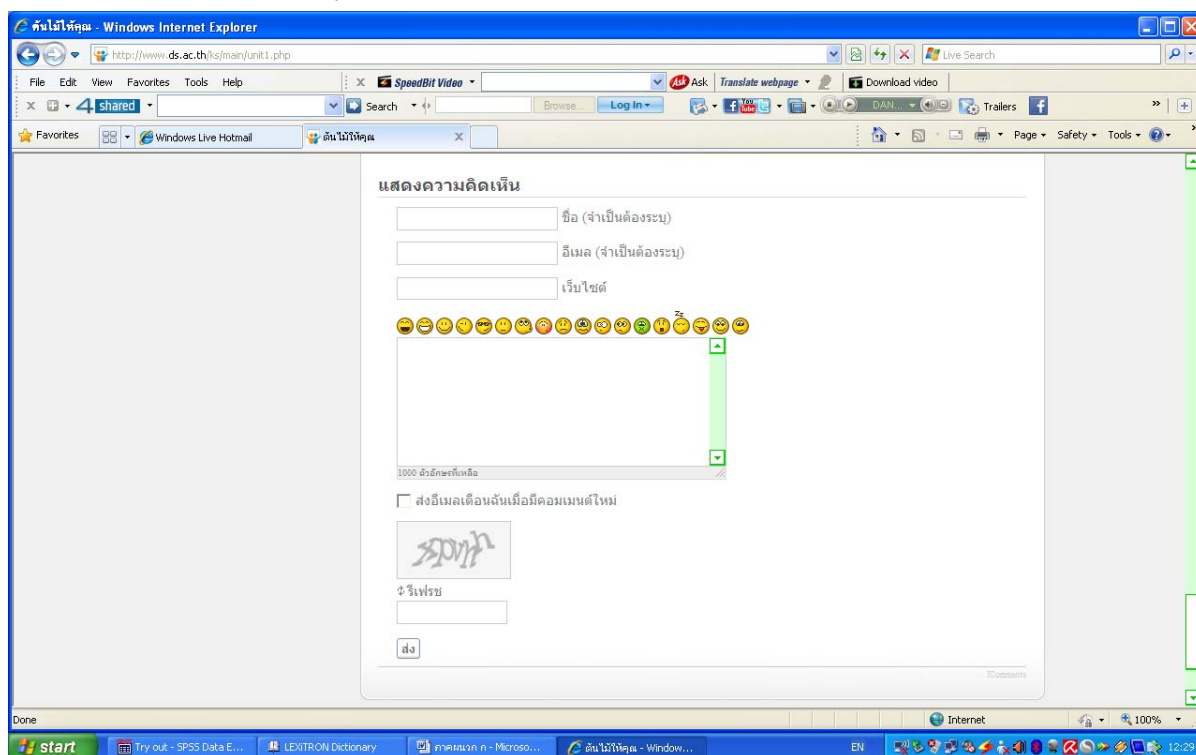 ต้นไม้ให้คุณ - Windows Internet Explorer
http://www.ds.ac.th/ks/main/unit1.php
Live Search
File Edit View Favorites Tools Help
x SpeedBit Video Ask Translate webpage Download video
x 4 shared Search Browse... Log In DAN... Trailers »
Favorites Windows Live Hotmail ต้นไม้ให้คุณ Page Safety Tools
แสดงความคิดเห็น
ชื่อ (จำเป็นต้องระบุ)
อีเมล (จำเป็นต้องระบุ)
เว็บไซต์
1000 ตัวอักษรที่เหลือ
ส่งอีเมลเตือนฉันเมื่อมีคอมเมนต์ใหม่
รีเฟรช
ส่ง
JComments
Done Internet 100%
start Try out - SPSS Data E... LEXiTRON Dictionary ภาคผนวก ก - Microso... ต้นไม้ให้คุณ - Window... EN 12:29